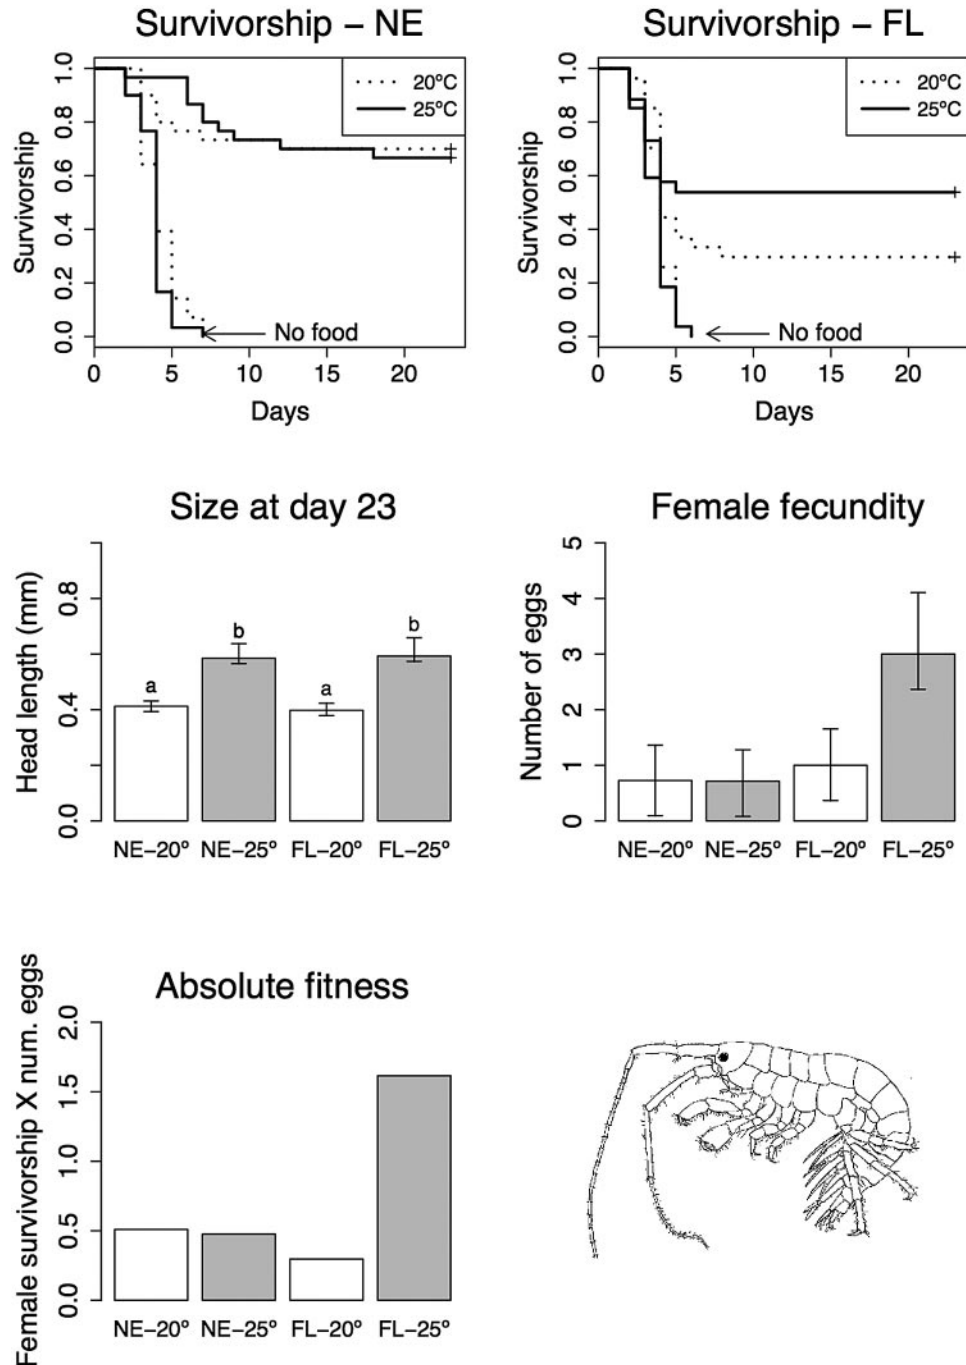 Survivorship – NE
Survivorship
1.0
0.8
0.6
0.4
0.2
0.0
20°C
25°C
No food
0 5 10 15 20
Days
Survivorship – FL
Survivorship
1.0
0.8
0.6
0.4
0.2
0.0
20°C
25°C
No food
0 5 10 15 20
Days
Size at day 23
Head length (mm)
0.8
0.4
0.0
a b a b
NE–20° NE–25° FL–20° FL–25°
Female fecundity
Number of eggs
5
4
3
2
1
0
NE–20° NE–25° FL–20° FL–25°
Absolute fitness
Female survivorship X num. eggs
2.0
1.5
1.0
0.5
0.0
NE–20° NE–25° FL–20° FL–25°